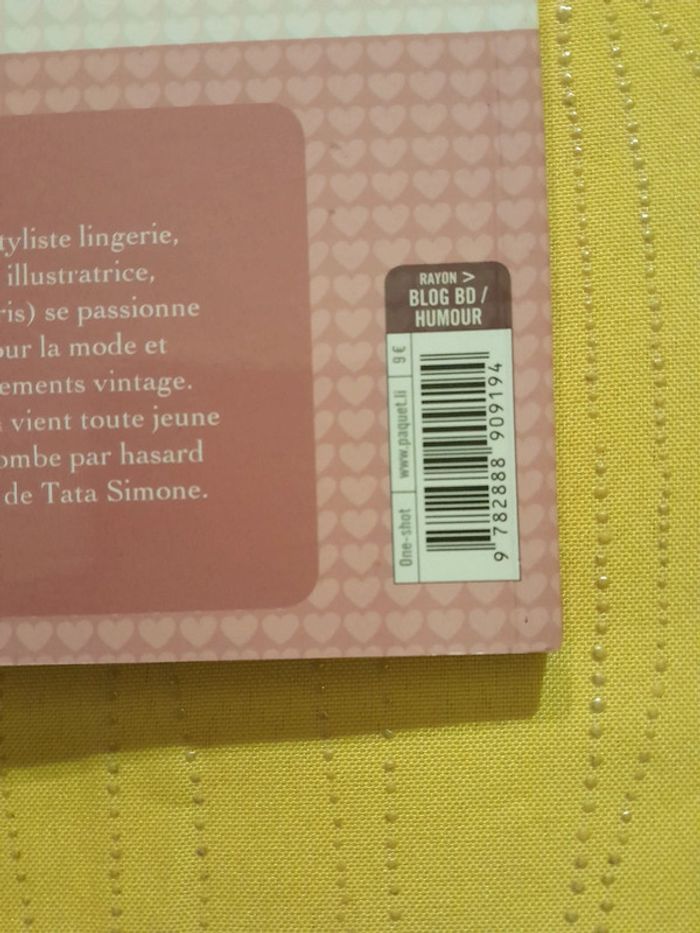 tyliste lingerie,
illustratrice,
ris) se passionne
our la mode et
ements vintage.
vient toute jeune
ombe par hasard
de Tata Simone.
RAYON >
BLOG BD /
HUMOUR
One-shot
www.paquet.li
9 €
9 782888 909194